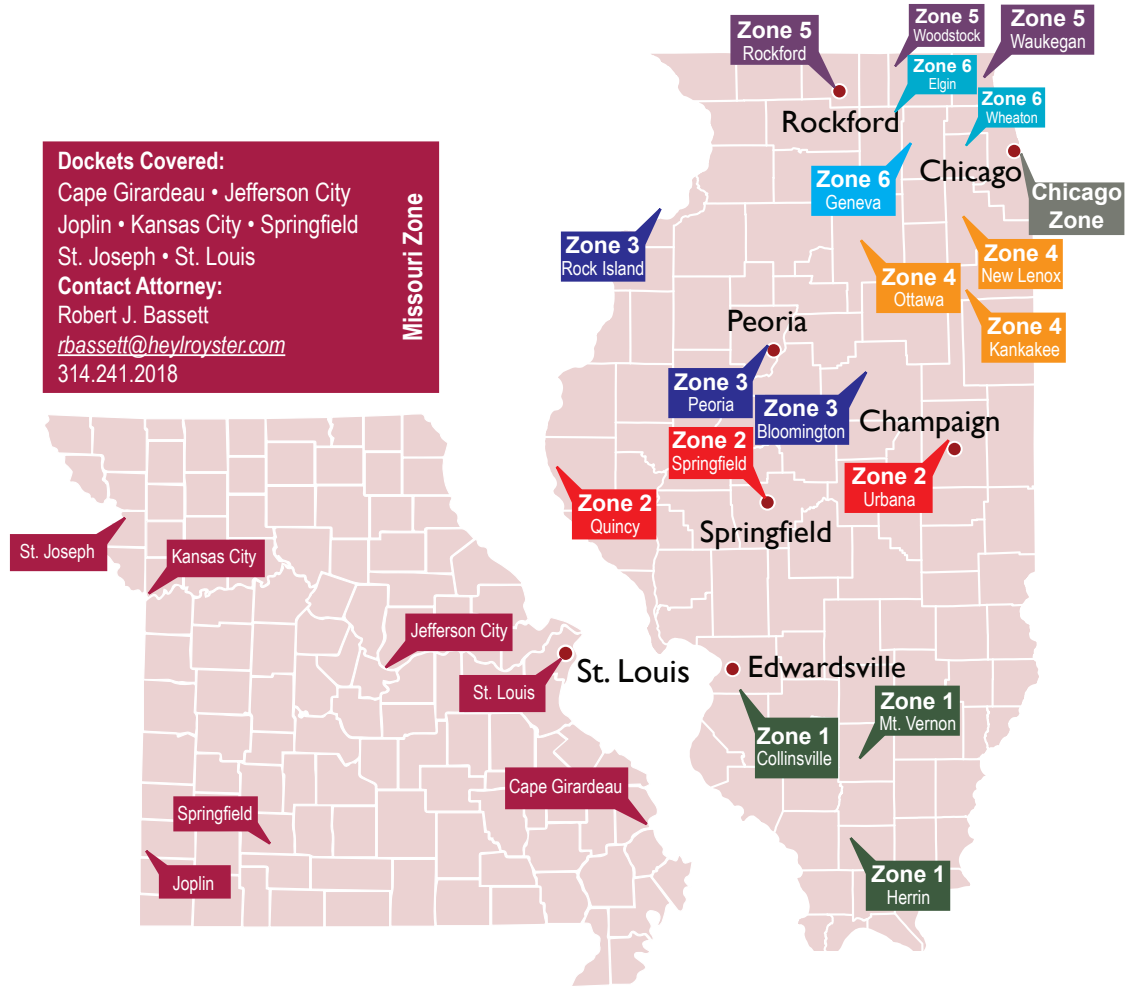 Zone 5
Rockford
Zone 5
Woodstock
Zone 5
Waukegan
Zone 6
Elgin
Zone 6
Wheaton
Rockford
Chicago
Zone 6
Geneva
Chicago
Zone
Dockets Covered:
Cape Girardeau • Jefferson City
Joplin • Kansas City • Springfield
St. Joseph • St. Louis
Contact Attorney:
Robert J. Bassett
rbassett@heylroyster.com
314.241.2018
Missouri Zone
Zone 3
Rock Island
Zone 4
New Lenox
Zone 4
Ottawa
Zone 4
Kankakee
Peoria
Zone 3
Peoria
Zone 3
Bloomington
Champaign
Zone 2
Springfield
Zone 2
Urbana
Zone 2
Quincy
Springfield
St. Joseph
Kansas City
Jefferson City
St. Louis
St. Louis
Edwardsville
Zone 1
Mt. Vernon
Zone 1
Collinsville
Cape Girardeau
Springfield
Joplin
Zone 1
Herrin